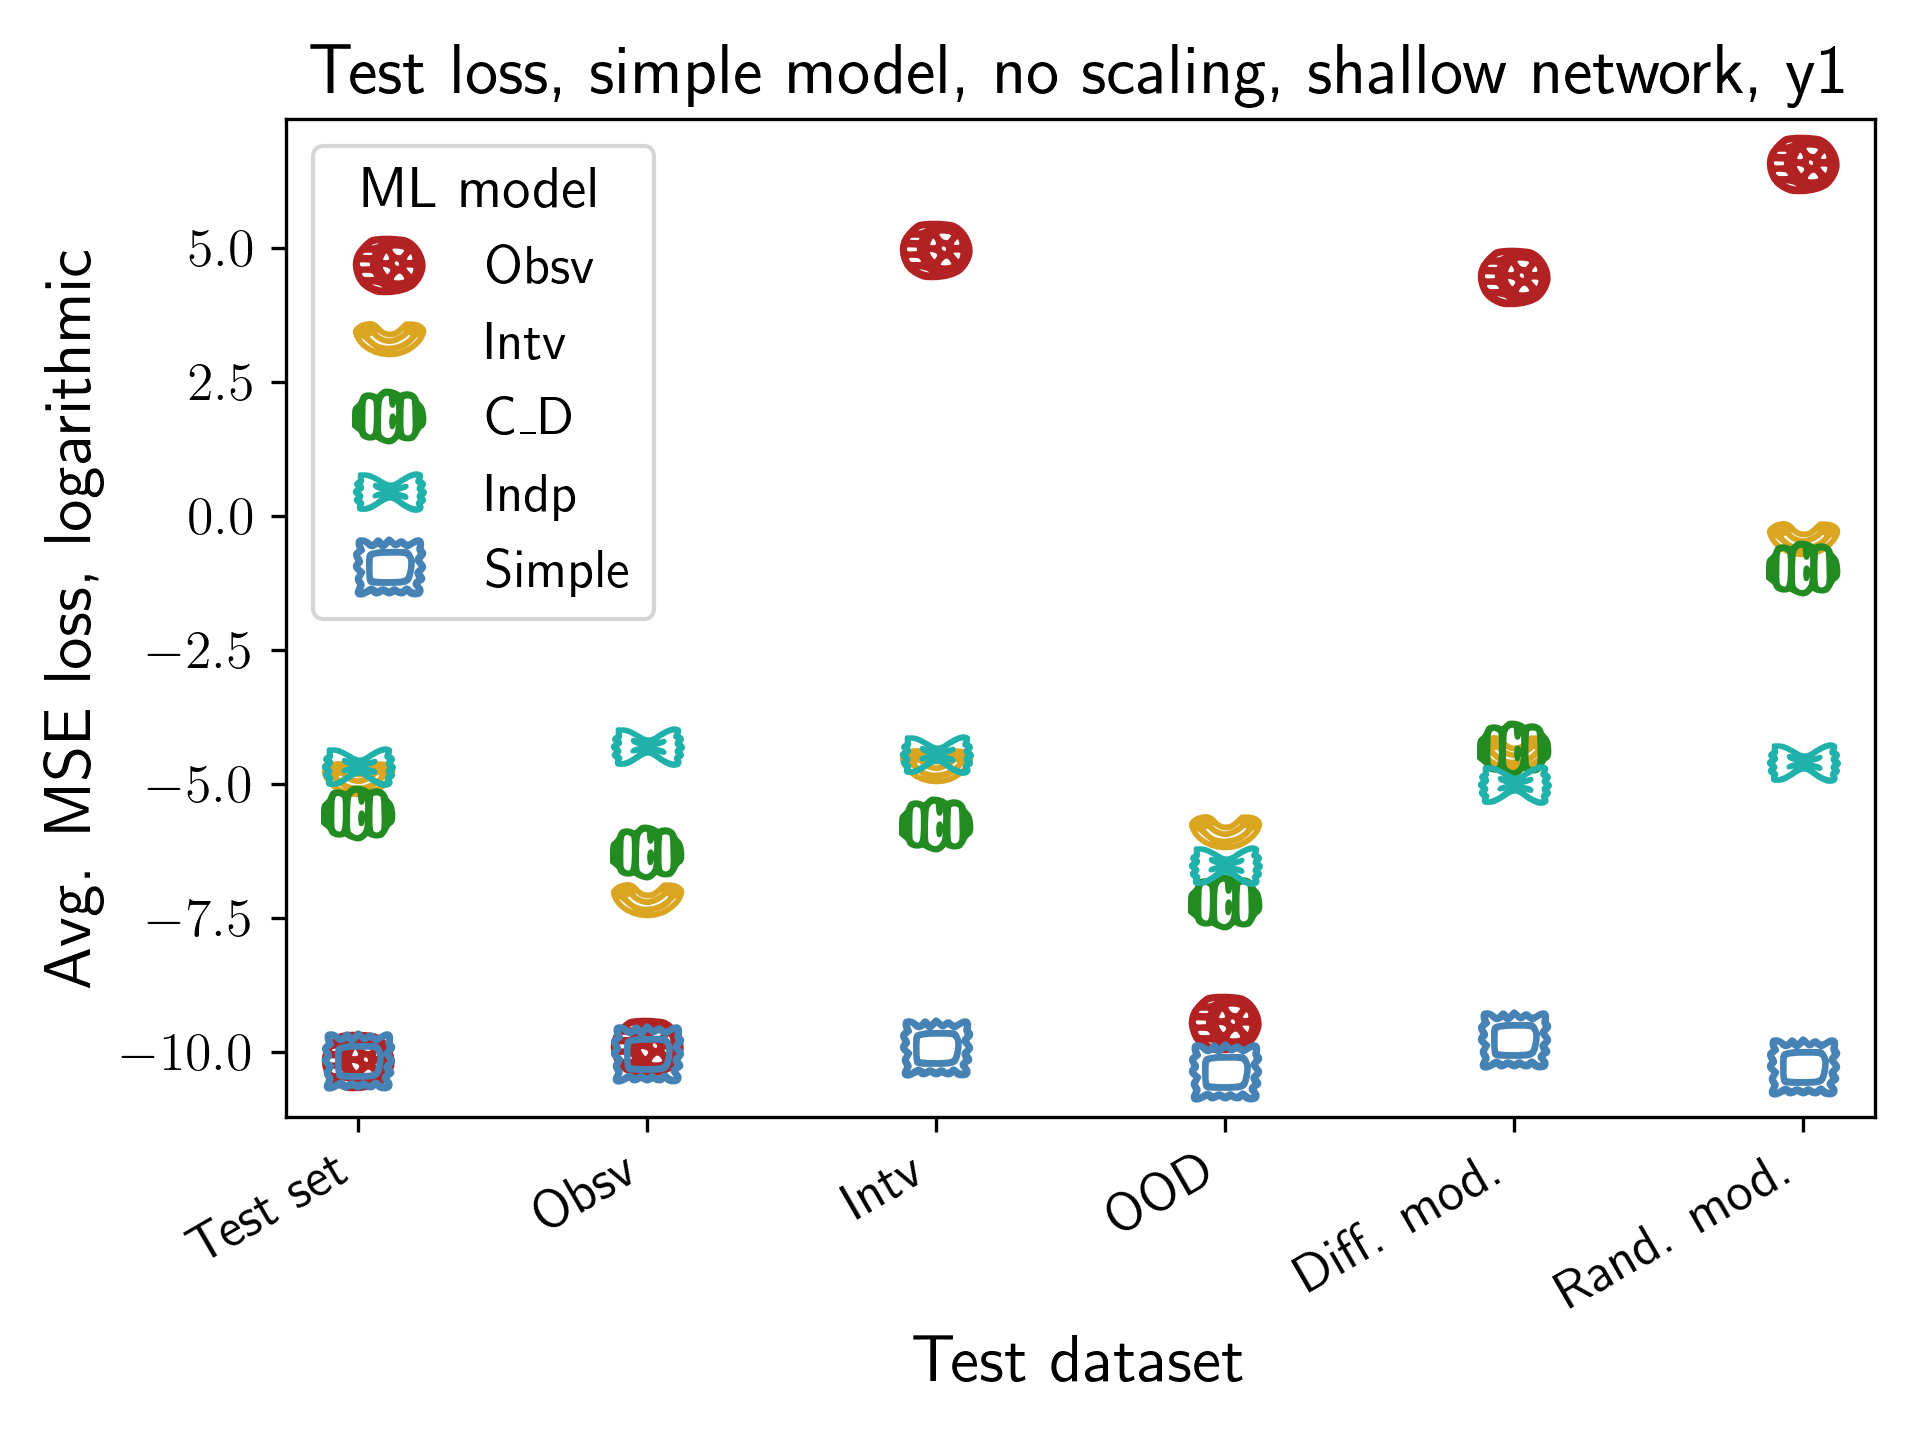 Test loss, simple model, no scaling, shallow network, y1
Avg. MSE loss, logarithmic
5.0
2.5
0.0
−2.5
−5.0
−7.5
−10.0
ML model
Obsv
Intv
C_D
Indp
Simple
Test set
Obsv
Intv
OOD
Diff. mod.
Rand. mod.
Test dataset